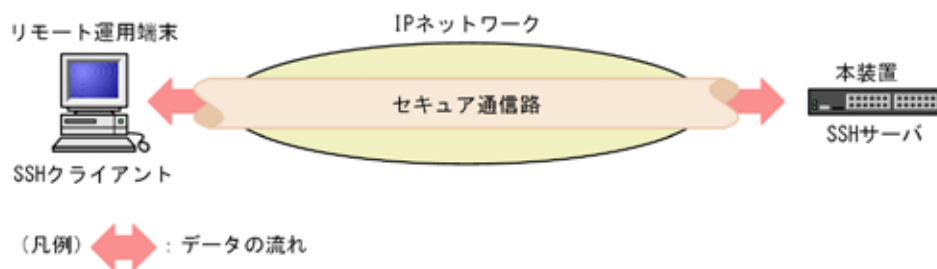 リモート運用端末
IPネットワーク
セキュア通信路
本装置
SSHサーバ
SSHクライアント
(凡例) : データの流れ